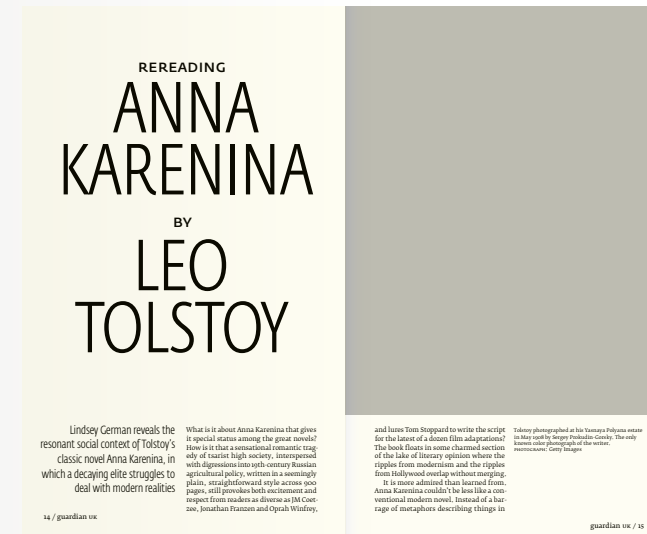 REREADING
ANNA
KARENINA
BY
LEO
TOLSTOY
Lindsey German reveals the
resonant social context of Tolstoy's
classic novel Anna Karenina, in
which a decaying elite struggles to
deal with modern realities
What is it about Anna Karenina that gives
it special status among the great novels?
How is it that a sensational romantic trag-
edy of tsarist high society, interspersed
with digressions into 19th-century Russian
agricultural policy, written in a seemingly
plain, straightforward style across 900
pages, still provokes both excitement and
respect from readers as diverse as JM Coet-
zee, Jonathan Franzen and Oprah Winfrey,
14 / guardian UK
and lures Tom Stoppard to write the script
for the latest of a dozen film adaptations?
The book floats in some charmed section
of the lake of literary opinion where the
ripples from modernism and the ripples
from Hollywood overlap without merging.
It is more admired than learned from.
Anna Karenina couldn't be less like a con-
ventional modern novel. Instead of a bar-
rage of metaphors describing things in
Tolstoy photographed at his Yasnaya Polyana estate
in May 1908 by Sergey Prokudin-Gorsky. The only
known color photograph of the writer.
PHOTOGRAPH: Getty Images
guardian UK / 15